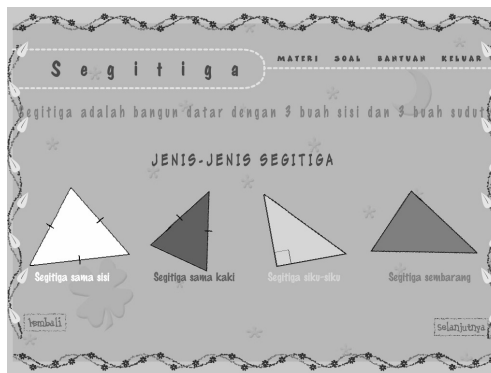 Segitiga
MATERI SOAL BANTUAN KELUAR
Segitiga adalah bangun datar dengan 3 buah sisi dan 3 buah sudut
JENIS-JENIS SEGITIGA
Segitiga sama sisi
Segitiga sama kaki
Segitiga siku-siku
Segitiga sembarang
kembali
selanjutnya